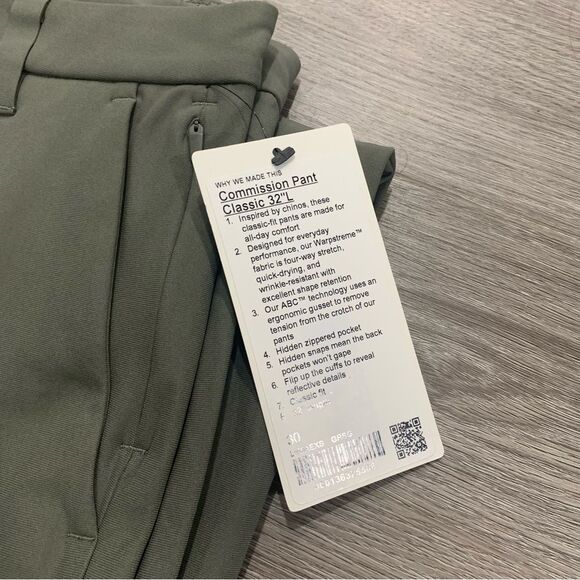 WHY WE MADE THIS
Commission Pant
Classic 32"L
1. Inspired by chinos, these
classic-fit pants are made for
all-day comfort
2. Designed for everyday
performance, our Warpstreme™
fabric is four-way stretch,
quick-drying, and
wrinkle-resistant with
excellent shape retention
3. Our ABC™ technology uses an
ergonomic gusset to remove
tension from the crotch of our
pants
4. Hidden zippered pocket
5. Hidden snaps mean the back
pockets won't gape
6. Flip up the cuffs to reveal
reflective details
7. Classic fit
30